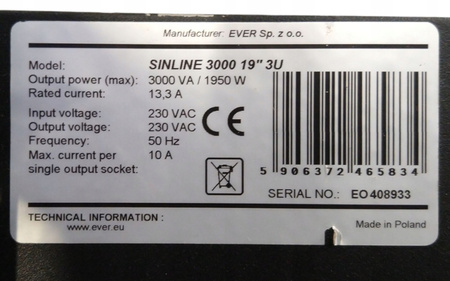 Manufacturer: EVER Sp. z o.o.
Model: SINLINE 3000 19" 3U
Output power (max): 3000 VA / 1950 W
Rated current: 13,3 A
Input voltage: 230 VAC
Output voltage: 230 VAC
Frequency: 50 Hz
Max. current per 10 A
single output socket:
CE
5 906372 465834
SERIAL NO.: EO408933
TECHNICAL INFORMATION :
www.ever.eu
Made in Poland